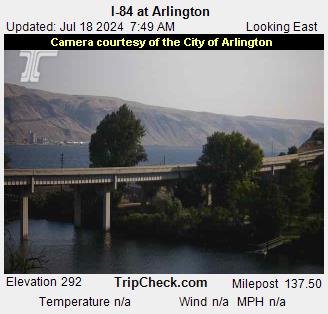 I-84 at Arlington
Updated: Jul 18 2024 7:49 AM Looking East
Camera courtesy of the City of Arlington
Elevation 292 TripCheck.com Milepost 137.50
Temperature n/a Wind n/a MPH n/a